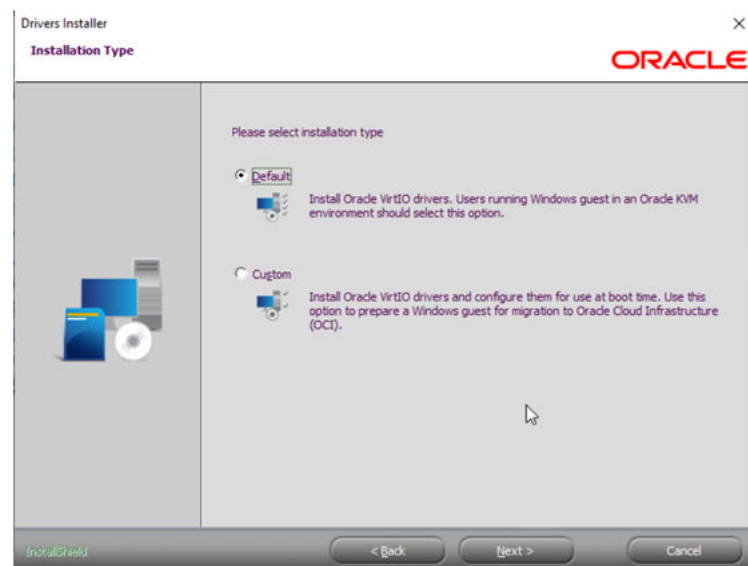 Drivers Installer
Installation Type
ORACLE
Please select installation type
Default
Install Oracle VirtIO drivers. Users running Windows guest in an Oracle KVM
environment should select this option.
Custom
Install Oracle VirtIO drivers and configure them for use at boot time. Use this
option to prepare a Windows guest for migration to Oracle Cloud Infrastructure
(OCI).
InstallShield
< Back
Next >
Cancel